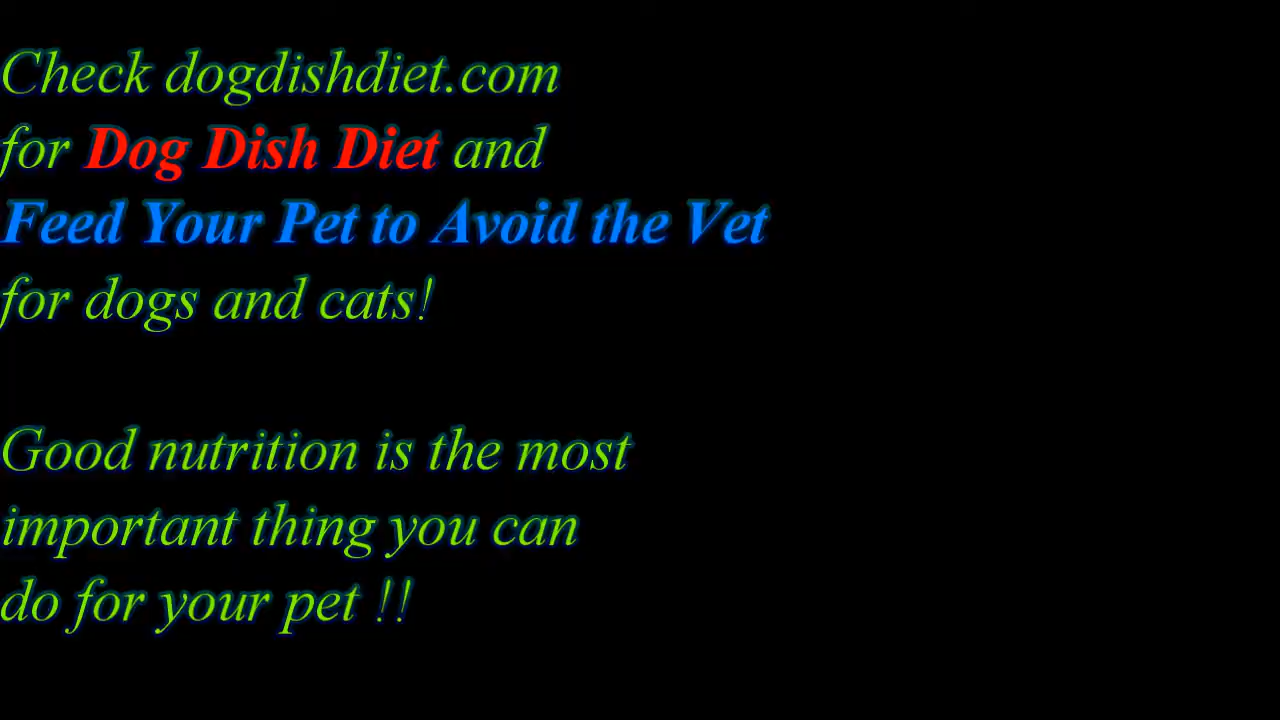 Check dogdishdiet.com
for Dog Dish Diet and
Feed Your Pet to Avoid the Vet
for dogs and cats!
Good nutrition is the most
important thing you can
do for your pet !!